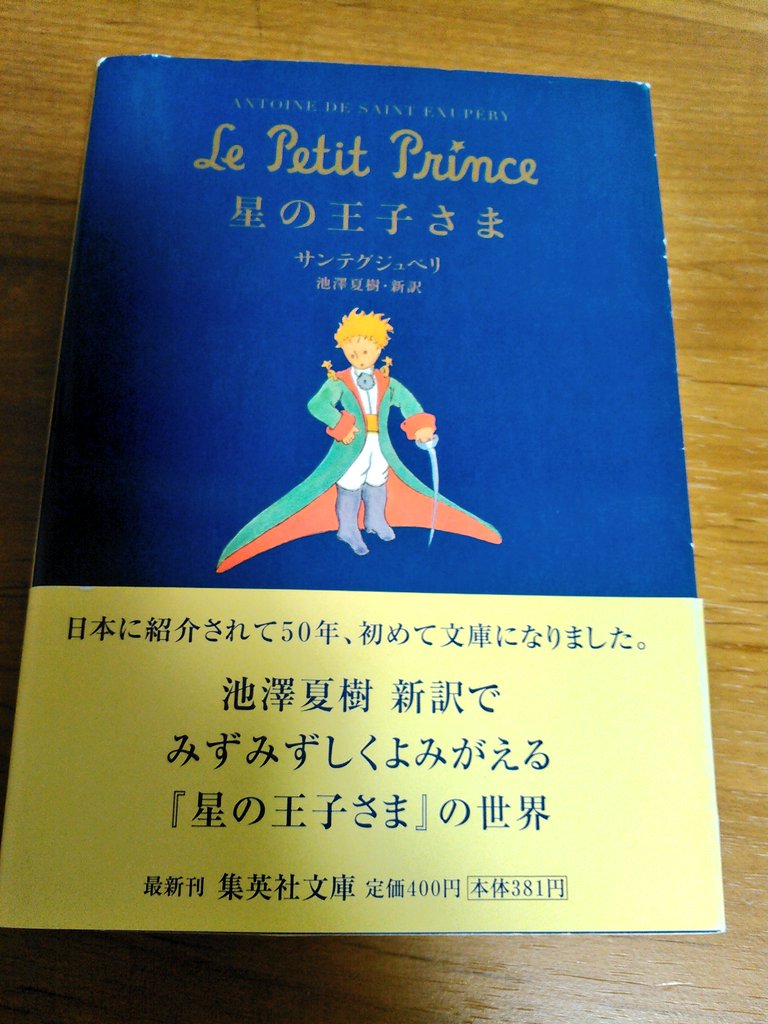 ANTOINE DE SAINT EXUPÉRY
Le Petit Prince
星の王子さま
サンテグジュペリ
池澤夏樹・新訳
日本に紹介されて50年、初めて文庫になりました。
池澤夏樹 新訳で
みずみずしくよみがえる
『星の王子さま』の世界
最新刊 集英社文庫 定価400円 本体381円